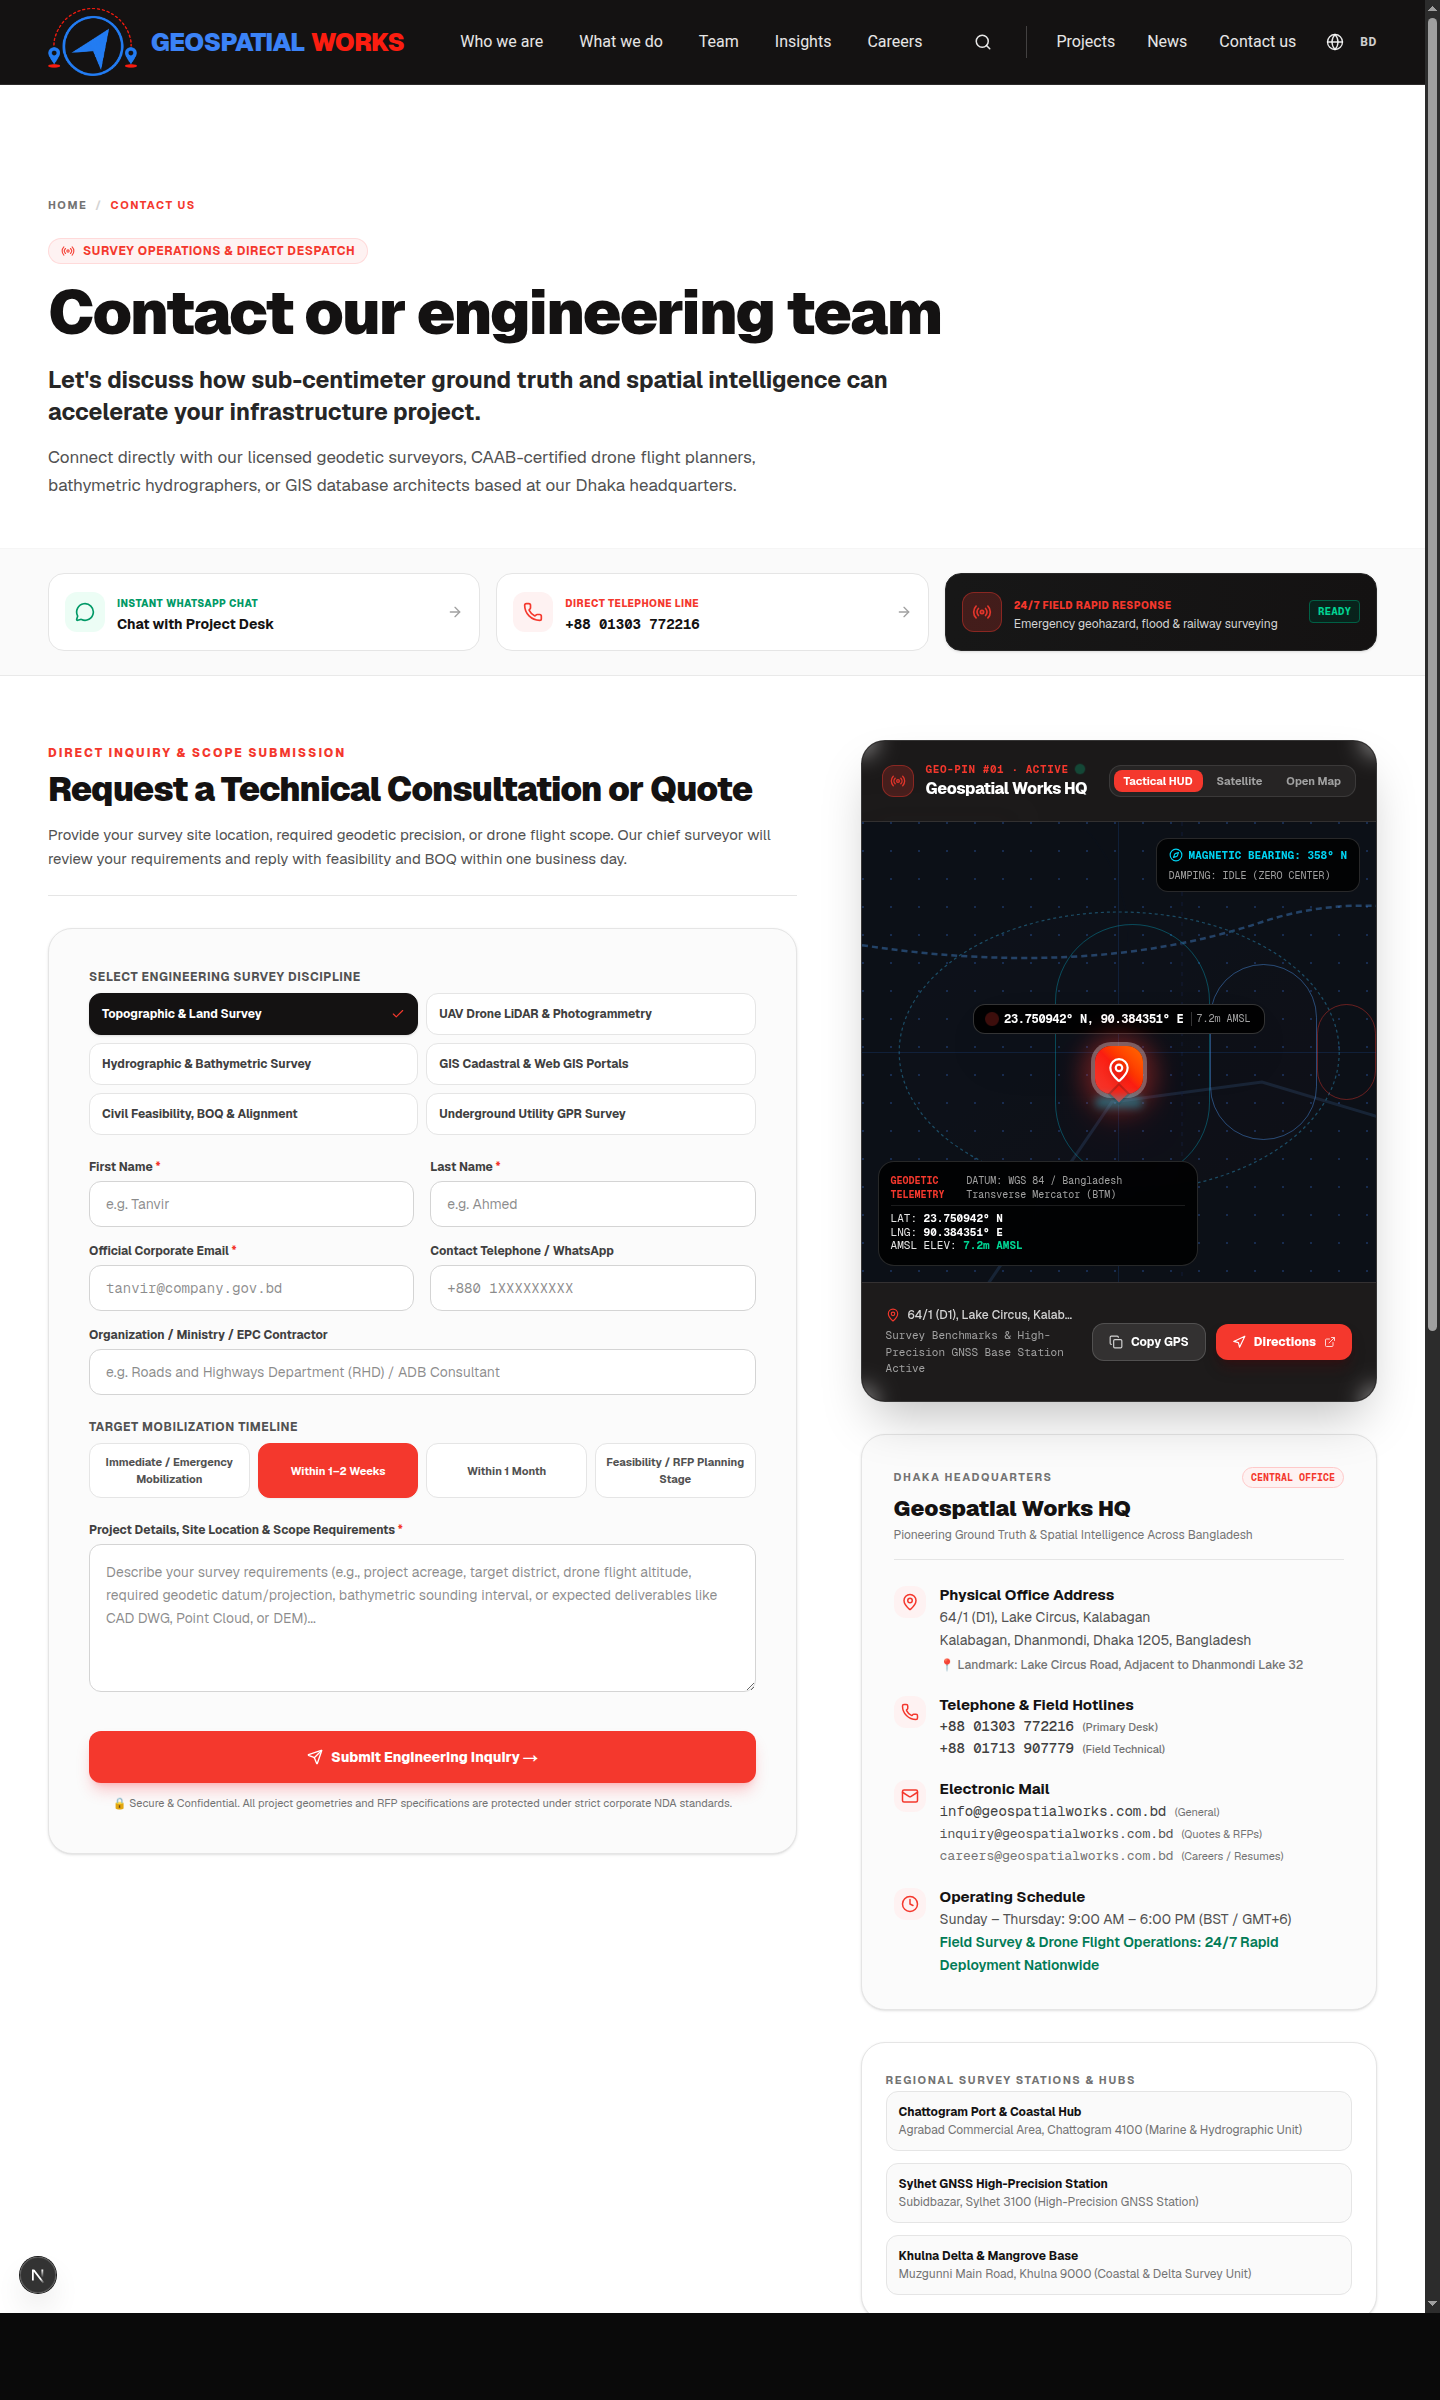 GEOSPATIAL WORKS
Who we are
What we do
Team
Insights
Careers
Projects
News
Contact us
BD
HOME / CONTACT US
SURVEY OPERATIONS & DIRECT DESPATCH
Contact our engineering team
Let's discuss how sub-centimeter ground truth and spatial intelligence can
accelerate your infrastructure project.
Connect directly with our licensed geodetic surveyors, CAAB-certified drone flight planners,
bathymetric hydrographers, or GIS database architects based at our Dhaka headquarters.
INSTANT WHATSAPP CHAT
Chat with Project Desk
DIRECT TELEPHONE LINE
+88 01303 772216
24/7 FIELD RAPID RESPONSE
Emergency geohazard, flood & railway surveying
READY
DIRECT INQUIRY & SCOPE SUBMISSION
Request a Technical Consultation or Quote
Provide your survey site location, required geodetic precision, or drone flight scope. Our chief surveyor will
review your requirements and reply with feasibility and BOQ within one business day.
SELECT ENGINEERING SURVEY DISCIPLINE
Topographic & Land Survey
UAV Drone LiDAR & Photogrammetry
Hydrographic & Bathymetric Survey
GIS Cadastral & Web GIS Portals
Civil Feasibility, BOQ & Alignment
Underground Utility GPR Survey
First Name *
Last Name *
e.g. Tanvir
e.g. Ahmed
Official Corporate Email *
Contact Telephone / WhatsApp
tanvir@company.gov.bd
+880 1XXXXXXXXX
Organization / Ministry / EPC Contractor
e.g. Roads and Highways Department (RHD) / ADB Consultant
TARGET MOBILIZATION TIMELINE
Immediate / Emergency
Mobilization
Within 1–2 Weeks
Within 1 Month
Feasibility / RFP Planning
Stage
Project Details, Site Location & Scope Requirements *
Describe your survey requirements (e.g., project acreage, target district, drone flight altitude,
required geodetic datum/projection, bathymetric sounding interval, or expected deliverables like
CAD DWG, Point Cloud, or DEM)...
Submit Engineering Inquiry →
🔒 Secure & Confidential. All project geometries and RFP specifications are protected under strict corporate NDA standards.
GEO-PIN #01 · ACTIVE
Geospatial Works HQ
Tactical HUD
Satellite
Open Map
MAGNETIC BEARING: 358° N
DAMPING: IDLE (ZERO CENTER)
23.750942° N, 90.384351° E
7.2m AMSL
GEODETIC
TELEMETRY
DATUM: WGS 84 / Bangladesh
Transverse Mercator (BTM)
LAT: 23.750942° N
LNG: 90.384351° E
AMSL ELEV: 7.2m AMSL
64/1 (D1), Lake Circus, Kalab...
Survey Benchmarks & High-
Precision GNSS Base Station
Active
Copy GPS
Directions
DHAKA HEADQUARTERS
CENTRAL OFFICE
Geospatial Works HQ
Pioneering Ground Truth & Spatial Intelligence Across Bangladesh
Physical Office Address
64/1 (D1), Lake Circus, Kalabagan
Kalabagan, Dhanmondi, Dhaka 1205, Bangladesh
📍 Landmark: Lake Circus Road, Adjacent to Dhanmondi Lake 32
Telephone & Field Hotlines
+88 01303 772216 (Primary Desk)
+88 01713 907779 (Field Technical)
Electronic Mail
info@geospatialworks.com.bd (General)
inquiry@geospatialworks.com.bd (Quotes & RFPs)
careers@geospatialworks.com.bd (Careers / Resumes)
Operating Schedule
Sunday – Thursday: 9:00 AM – 6:00 PM (BST / GMT+6)
Field Survey & Drone Flight Operations: 24/7 Rapid
Deployment Nationwide
REGIONAL SURVEY STATIONS & HUBS
Chattogram Port & Coastal Hub
Agrabad Commercial Area, Chattogram 4100 (Marine & Hydrographic Unit)
Sylhet GNSS High-Precision Station
Subidbazar, Sylhet 3100 (High-Precision GNSS Station)
Khulna Delta & Mangrove Base
Muzgunni Main Road, Khulna 9000 (Coastal & Delta Survey Unit)
N